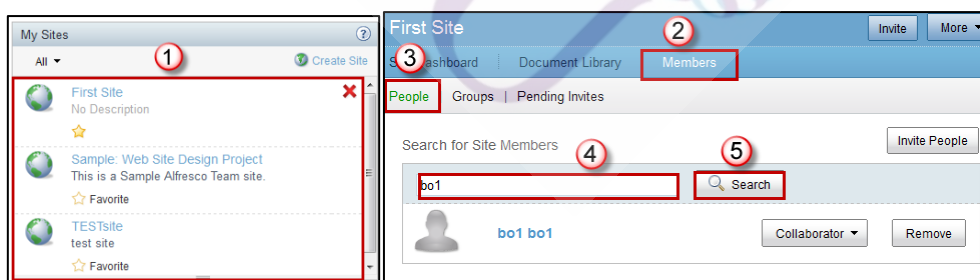 My Sites
?
All
1
Create Site
First Site
No Description
Sample: Web Site Design Project
This is a Sample Alfresco Team site.
Favorite
TESTsite
test site
Favorite
First Site
2
Invite
More
3
Dashboard
Document Library
Members
People
Groups | Pending Invites
Search for Site Members
4
5
Invite People
bo1
Search
bo1 bo1
Collaborator
Remove